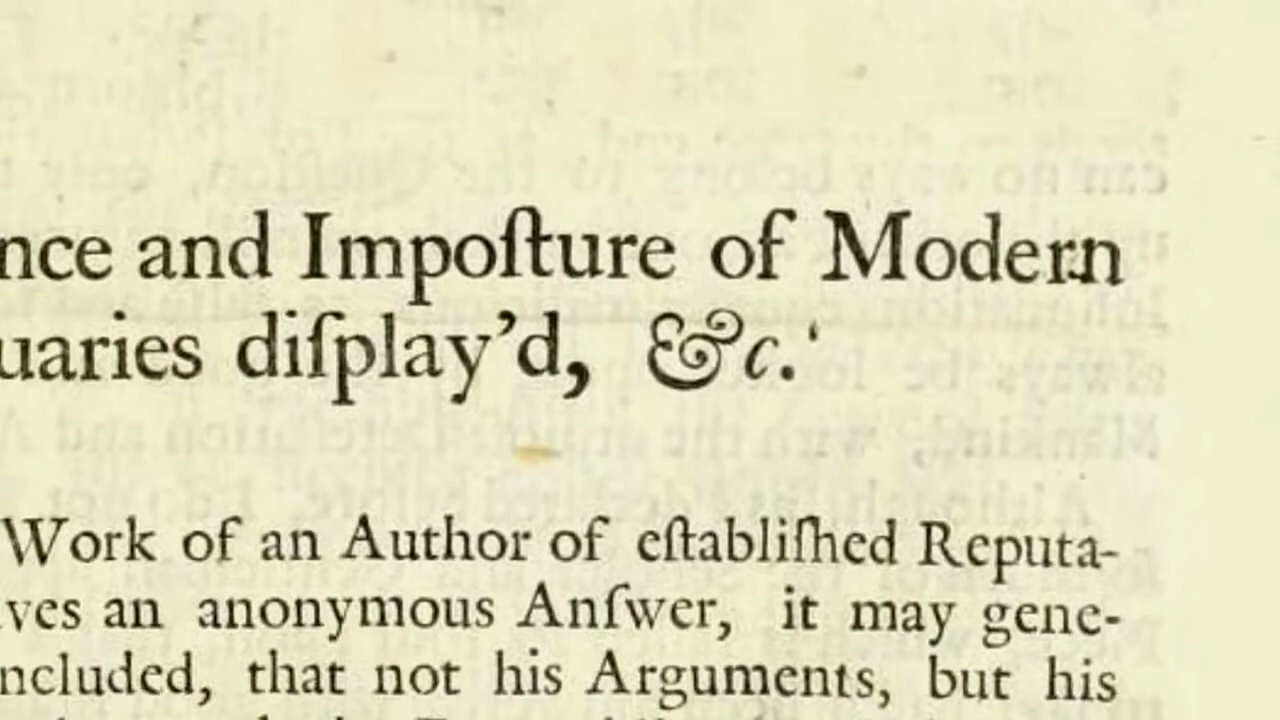 nce and Impoſture of Modern
uaries diſplay'd, &c.
Work of an Author of eſtabliſhed Reputa-
ves an anonymous Anſwer, it may gene-
ncluded, that not his Arguments, but his